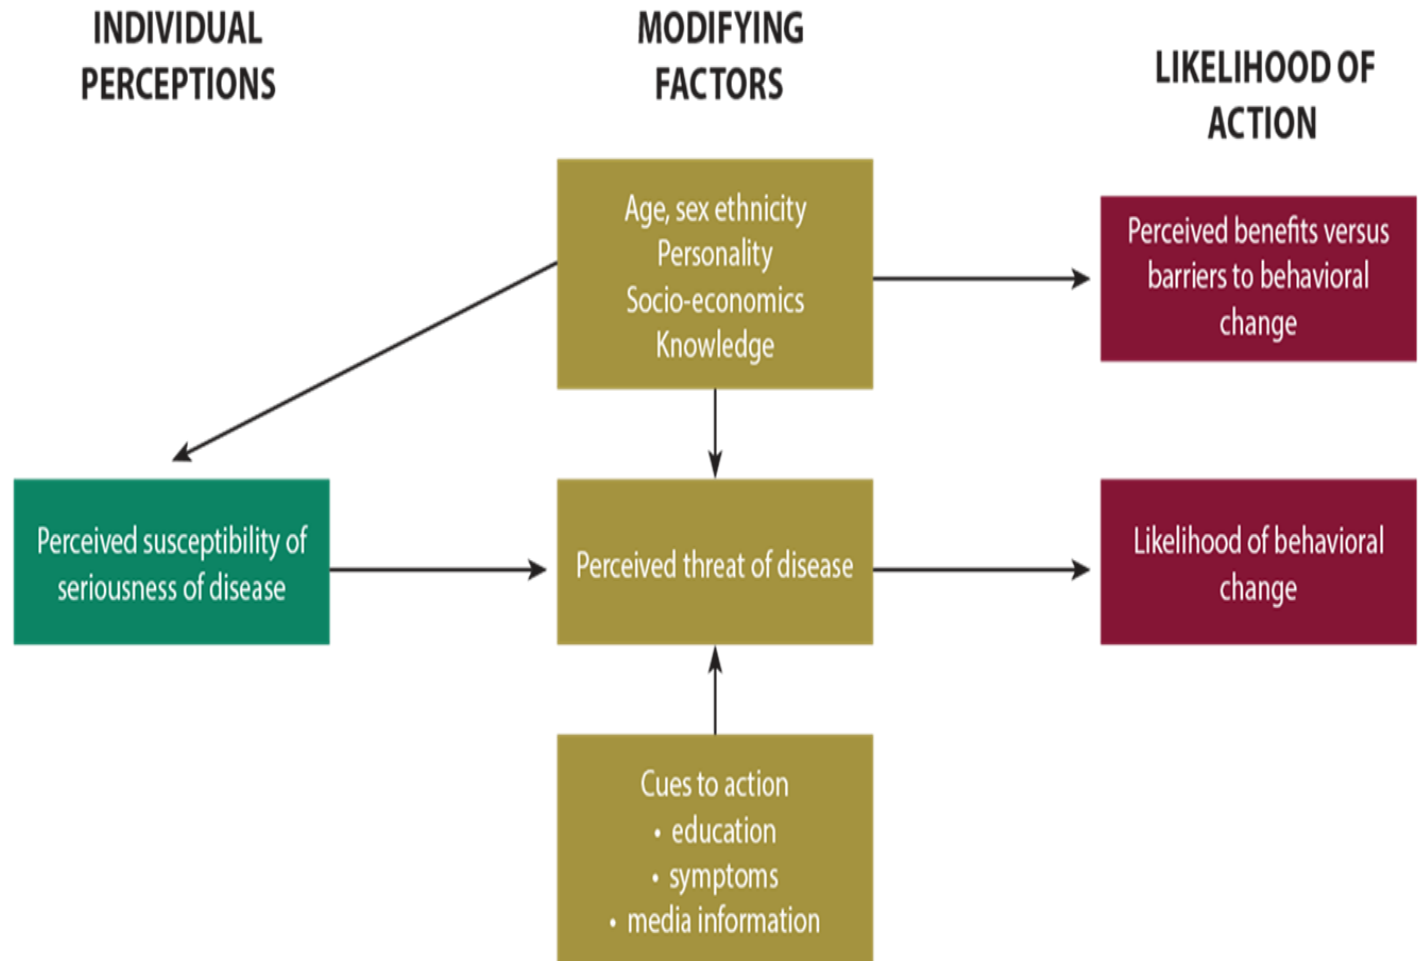 INDIVIDUAL
PERCEPTIONS
MODIFYING
FACTORS
LIKELIHOOD OF
ACTION
Age, sex ethnicity
Personality
Socio-economics
Knowledge
Perceived benefits versus
barriers to behavioral
change
Perceived susceptibility of
seriousness of disease
Perceived threat of disease
Likelihood of behavioral
change
Cues to action
• education
• symptoms
• media information